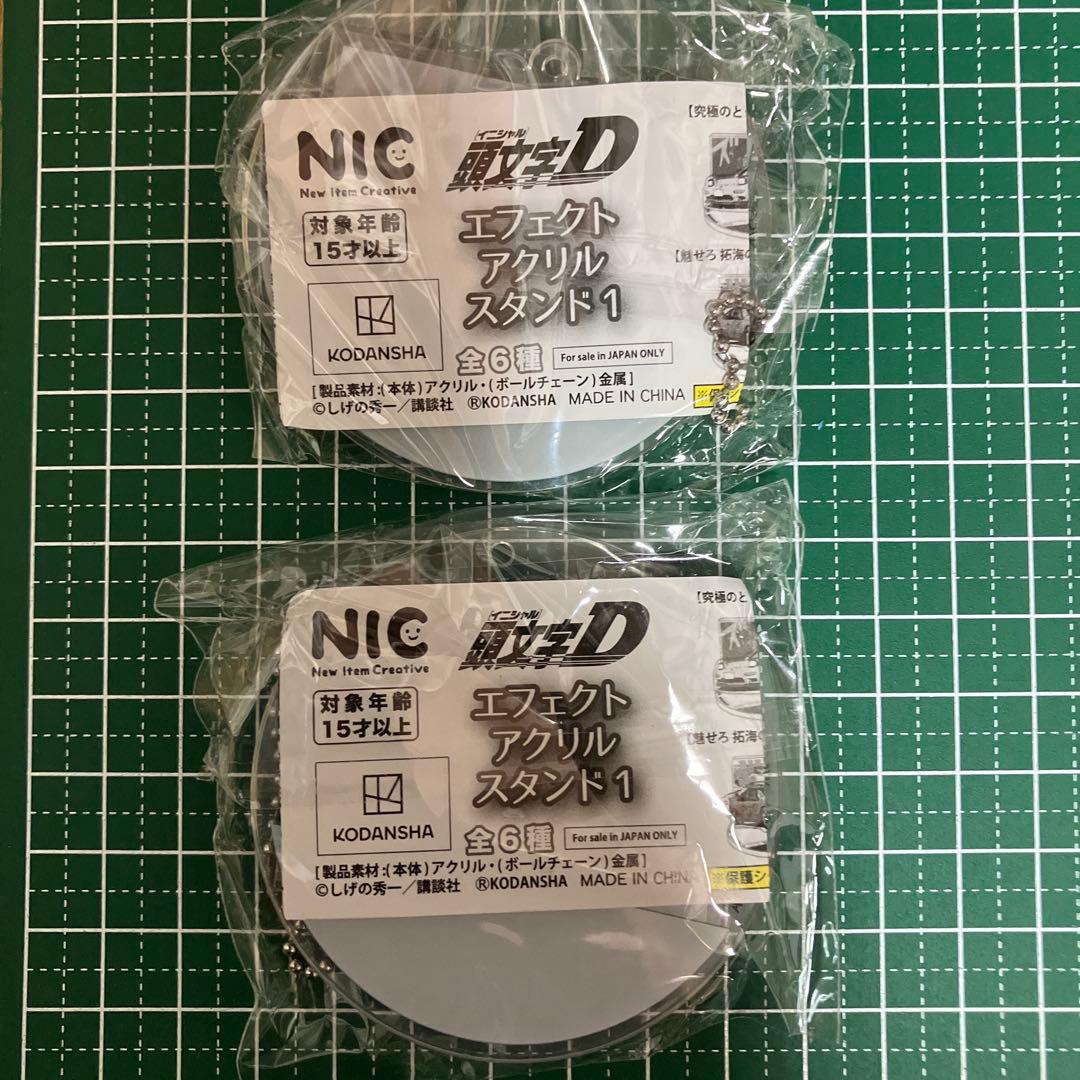 NIC
New Item Creative
対象年齢
15才以上
KODANSHA
[イニシャル]
頭文字D
エフェクト
アクリル
スタンド1
全6種
For sale in JAPAN ONLY
[製品素材:(本体)アクリル・(ボールチェーン)金属]
©しげの秀一/講談社 ®KODANSHA MADE IN CHINA
【究極のと
【魅せろ 拓海の
※保護シ
NIC
New Item Creative
対象年齢
15才以上
KODANSHA
[イニシャル]
頭文字D
エフェクト
アクリル
スタンド1
全6種
For sale in JAPAN ONLY
[製品素材:(本体)アクリル・(ボールチェーン)金属]
©しげの秀一/講談社 ®KODANSHA MADE IN CHINA
【究極のと
【魅せろ 拓海の
※保護シ